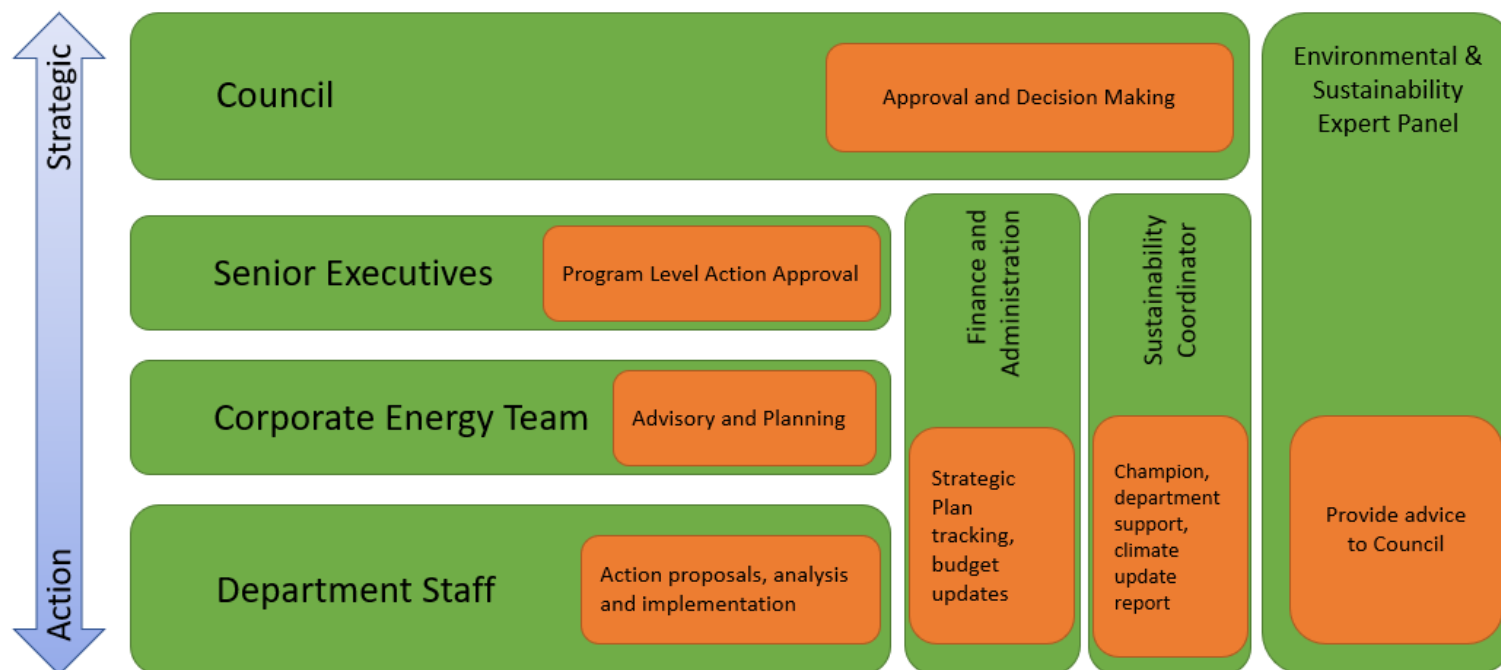 Strategic
Action
Council
Approval and Decision Making
Environmental &
Sustainability
Expert Panel
Senior Executives
Program Level Action Approval
Finance and
Administration
Sustainability
Coordinator
Corporate Energy Team
Advisory and Planning
Strategic
Plan
tracking,
budget
updates
Champion,
department
support,
climate
update
report
Provide advice
to Council
Department Staff
Action proposals, analysis
and implementation